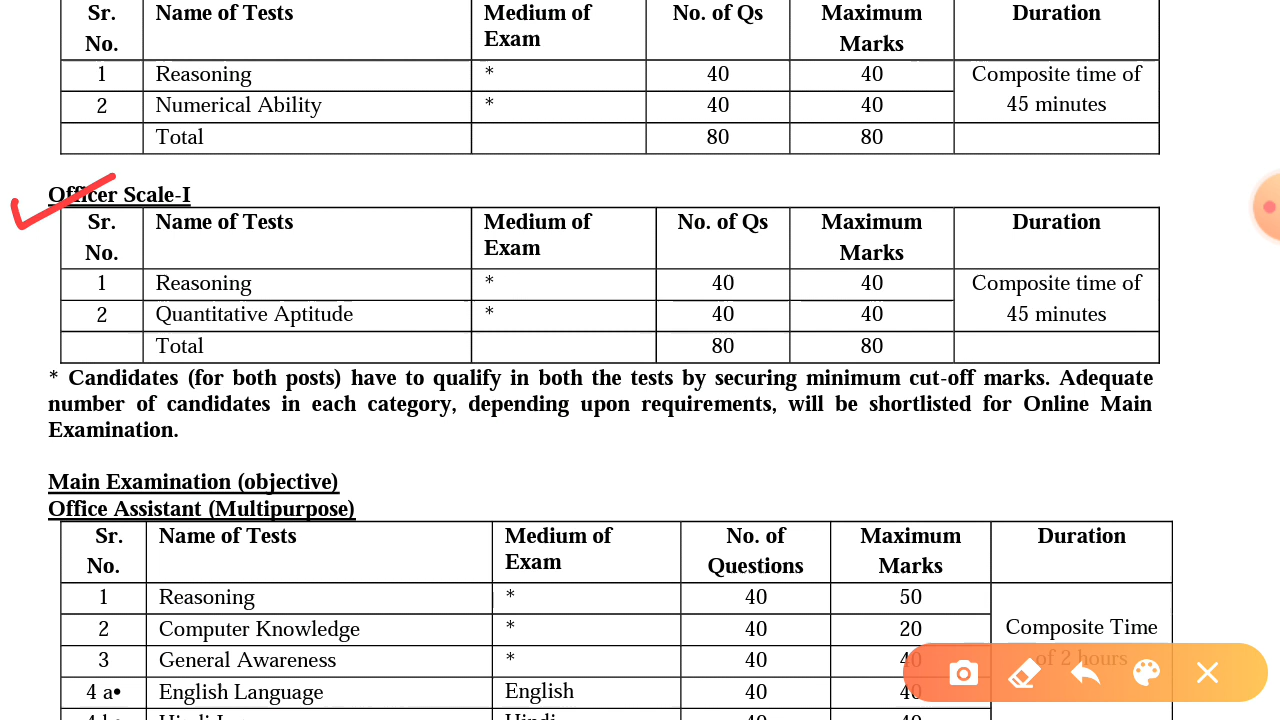 Sr. No. Name of Tests Medium of Exam No. of Qs Maximum Marks Duration
1 Reasoning * 40 40 Composite time of 45 minutes
2 Numerical Ability * 40 40
Total 80 80
Officer Scale-I
Sr. No. Name of Tests Medium of Exam No. of Qs Maximum Marks Duration
1 Reasoning * 40 40 Composite time of 45 minutes
2 Quantitative Aptitude * 40 40
Total 80 80
* Candidates (for both posts) have to qualify in both the tests by securing minimum cut-off marks. Adequate
number of candidates in each category, depending upon requirements, will be shortlisted for Online Main
Examination.
Main Examination (objective)
Office Assistant (Multipurpose)
Sr. No. Name of Tests Medium of Exam No. of Questions Maximum Marks Duration
1 Reasoning * 40 50 Composite Time of 2 hours
2 Computer Knowledge * 40 20
3 General Awareness * 40 40
4 a• English Language English 40 40